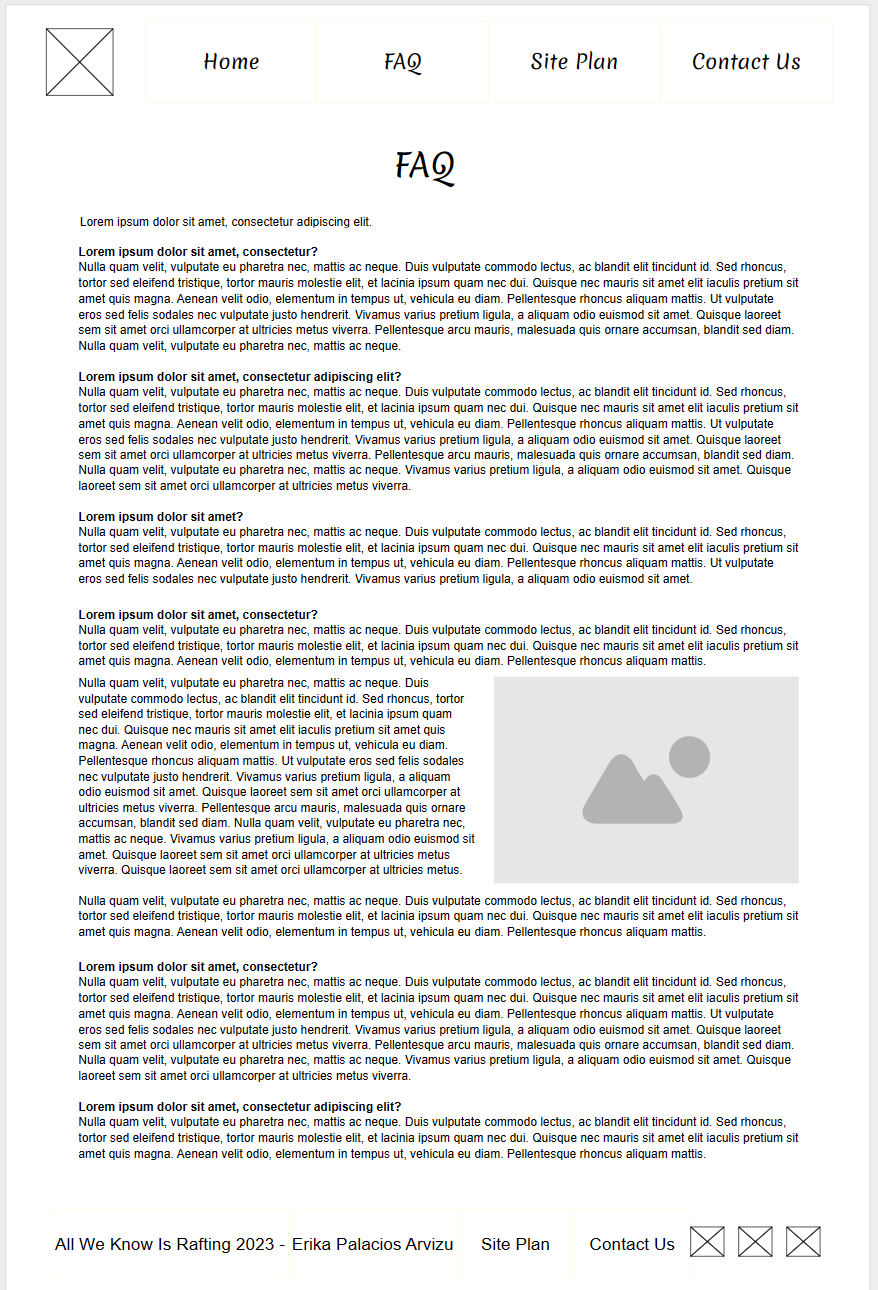 Home FAQ Site Plan Contact Us
FAQ
Lorem ipsum dolor sit amet, consectetur adipiscing elit.
Lorem ipsum dolor sit amet, consectetur?
Nulla quam velit, vulputate eu pharetra nec, mattis ac neque. Duis vulputate commodo lectus, ac blandit elit tincidunt id. Sed rhoncus,
tortor sed eleifend tristique, tortor mauris molestie elit, et lacinia ipsum quam nec dui. Quisque nec mauris sit amet elit iaculis pretium sit
amet quis magna. Aenean velit odio, elementum in tempus ut, vehicula eu diam. Pellentesque rhoncus aliquam mattis. Ut vulputate
eros sed felis sodales nec vulputate justo hendrerit. Vivamus varius pretium ligula, a aliquam odio euismod sit amet. Quisque laoreet
sem sit amet orci ullamcorper at ultricies metus viverra. Pellentesque arcu mauris, malesuada quis ornare accumsan, blandit sed diam.
Nulla quam velit, vulputate eu pharetra nec, mattis ac neque.
Lorem ipsum dolor sit amet, consectetur adipiscing elit?
Nulla quam velit, vulputate eu pharetra nec, mattis ac neque. Duis vulputate commodo lectus, ac blandit elit tincidunt id. Sed rhoncus,
tortor sed eleifend tristique, tortor mauris molestie elit, et lacinia ipsum quam nec dui. Quisque nec mauris sit amet elit iaculis pretium sit
amet quis magna. Aenean velit odio, elementum in tempus ut, vehicula eu diam. Pellentesque rhoncus aliquam mattis. Ut vulputate
eros sed felis sodales nec vulputate justo hendrerit. Vivamus varius pretium ligula, a aliquam odio euismod sit amet. Quisque laoreet
sem sit amet orci ullamcorper at ultricies metus viverra. Pellentesque arcu mauris, malesuada quis ornare accumsan, blandit sed diam.
Nulla quam velit, vulputate eu pharetra nec, mattis ac neque. Vivamus varius pretium ligula, a aliquam odio euismod sit amet. Quisque
laoreet sem sit amet orci ullamcorper at ultricies metus viverra.
Lorem ipsum dolor sit amet?
Nulla quam velit, vulputate eu pharetra nec, mattis ac neque. Duis vulputate commodo lectus, ac blandit elit tincidunt id. Sed rhoncus,
tortor sed eleifend tristique, tortor mauris molestie elit, et lacinia ipsum quam nec dui. Quisque nec mauris sit amet elit iaculis pretium sit
amet quis magna. Aenean velit odio, elementum in tempus ut, vehicula eu diam. Pellentesque rhoncus aliquam mattis. Ut vulputate
eros sed felis sodales nec vulputate justo hendrerit. Vivamus varius pretium ligula, a aliquam odio euismod sit amet.
Lorem ipsum dolor sit amet, consectetur?
Nulla quam velit, vulputate eu pharetra nec, mattis ac neque. Duis vulputate commodo lectus, ac blandit elit tincidunt id. Sed rhoncus,
tortor sed eleifend tristique, tortor mauris molestie elit, et lacinia ipsum quam nec dui. Quisque nec mauris sit amet elit iaculis pretium sit
amet quis magna. Aenean velit odio, elementum in tempus ut, vehicula eu diam. Pellentesque rhoncus aliquam mattis.
Nulla quam velit, vulputate eu pharetra nec, mattis ac neque. Duis
vulputate commodo lectus, ac blandit elit tincidunt id. Sed rhoncus, tortor
sed eleifend tristique, tortor mauris molestie elit, et lacinia ipsum quam
nec dui. Quisque nec mauris sit amet elit iaculis pretium sit amet quis
magna. Aenean velit odio, elementum in tempus ut, vehicula eu diam.
Pellentesque rhoncus aliquam mattis. Ut vulputate eros sed felis sodales
nec vulputate justo hendrerit. Vivamus varius pretium ligula, a aliquam
odio euismod sit amet. Quisque laoreet sem sit amet orci ullamcorper at
ultricies metus viverra. Pellentesque arcu mauris, malesuada quis ornare
accumsan, blandit sed diam. Nulla quam velit, vulputate eu pharetra nec,
mattis ac neque. Vivamus varius pretium ligula, a aliquam odio euismod sit
amet. Quisque laoreet sem sit amet orci ullamcorper at ultricies metus
viverra. Quisque laoreet sem sit amet orci ullamcorper at ultricies metus viverra.
Nulla quam velit, vulputate eu pharetra nec, mattis ac neque. Duis vulputate commodo lectus, ac blandit elit tincidunt id. Sed rhoncus,
tortor sed eleifend tristique, tortor mauris molestie elit, et lacinia ipsum quam nec dui. Quisque nec mauris sit amet elit iaculis pretium sit
amet quis magna. Aenean velit odio, elementum in tempus ut, vehicula eu diam. Pellentesque rhoncus aliquam mattis.
Lorem ipsum dolor sit amet, consectetur?
Nulla quam velit, vulputate eu pharetra nec, mattis ac neque. Duis vulputate commodo lectus, ac blandit elit tincidunt id. Sed rhoncus,
tortor sed eleifend tristique, tortor mauris molestie elit, et lacinia ipsum quam nec dui. Quisque nec mauris sit amet elit iaculis pretium sit
amet quis magna. Aenean velit odio, elementum in tempus ut, vehicula eu diam. Pellentesque rhoncus aliquam mattis. Ut vulputate
eros sed felis sodales nec vulputate justo hendrerit. Vivamus varius pretium ligula, a aliquam odio euismod sit amet. Quisque laoreet
sem sit amet orci ullamcorper at ultricies metus viverra. Pellentesque arcu mauris, malesuada quis ornare accumsan, blandit sed diam.
Nulla quam velit, vulputate eu pharetra nec, mattis ac neque. Vivamus varius pretium ligula, a aliquam odio euismod sit amet. Quisque
laoreet sem sit amet orci ullamcorper at ultricies metus viverra.
Lorem ipsum dolor sit amet, consectetur adipiscing elit?
Nulla quam velit, vulputate eu pharetra nec, mattis ac neque. Duis vulputate commodo lectus, ac blandit elit tincidunt id. Sed rhoncus,
tortor sed eleifend tristique, tortor mauris molestie elit, et lacinia ipsum quam nec dui. Quisque nec mauris sit amet elit iaculis pretium sit
amet quis magna. Aenean velit odio, elementum in tempus ut, vehicula eu diam. Pellentesque rhoncus aliquam mattis.
All We Know Is Rafting 2023 - Erika Palacios Arvizu Site Plan Contact Us